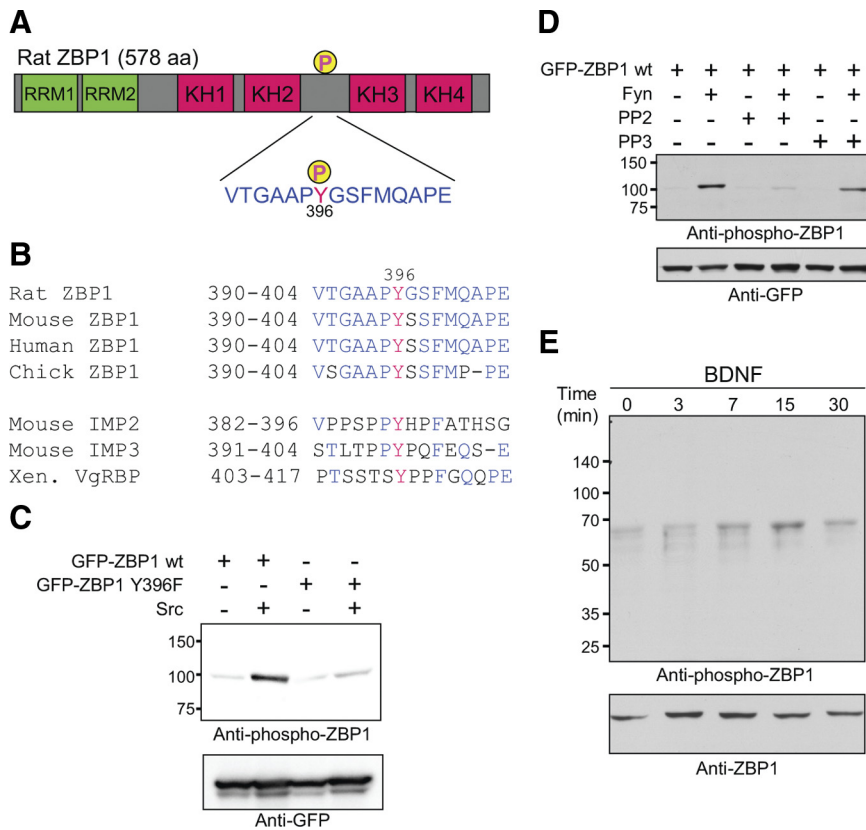 A
Rat ZBP1 (578 aa)
P
RRM1 RRM2 KH1 KH2 KH3 KH4
P
VTGAAPYGSFMQAPE
396
B
396
Rat ZBP1 390-404 VTGAAPYGSFMQAPE
Mouse ZBP1 390-404 VTGAAPYSSFMQAPE
Human ZBP1 390-404 VTGAAPYSSFMQAPE
Chick ZBP1 390-404 VSGAAPYSSFMP-PE
Mouse IMP2 382-396 VPPSPPYHPFATHSG
Mouse IMP3 391-404 STLTPPYPQFEQS-E
Xen. VgRBP 403-417 PTSSTSYPPFGQQPE
C
GFP-ZBP1 wt + + - -
GFP-ZBP1 Y396F - - + +
Src - + - +
150
100
75
Anti-phospho-ZBP1
Anti-GFP
D
GFP-ZBP1 wt + + + + + +
Fyn - + - + - +
PP2 - - + + - -
PP3 - - - - + +
150
100
75
Anti-phospho-ZBP1
Anti-GFP
E
BDNF
Time (min) 0 3 7 15 30
140
100
70
50
35
25
Anti-phospho-ZBP1
Anti-ZBP1